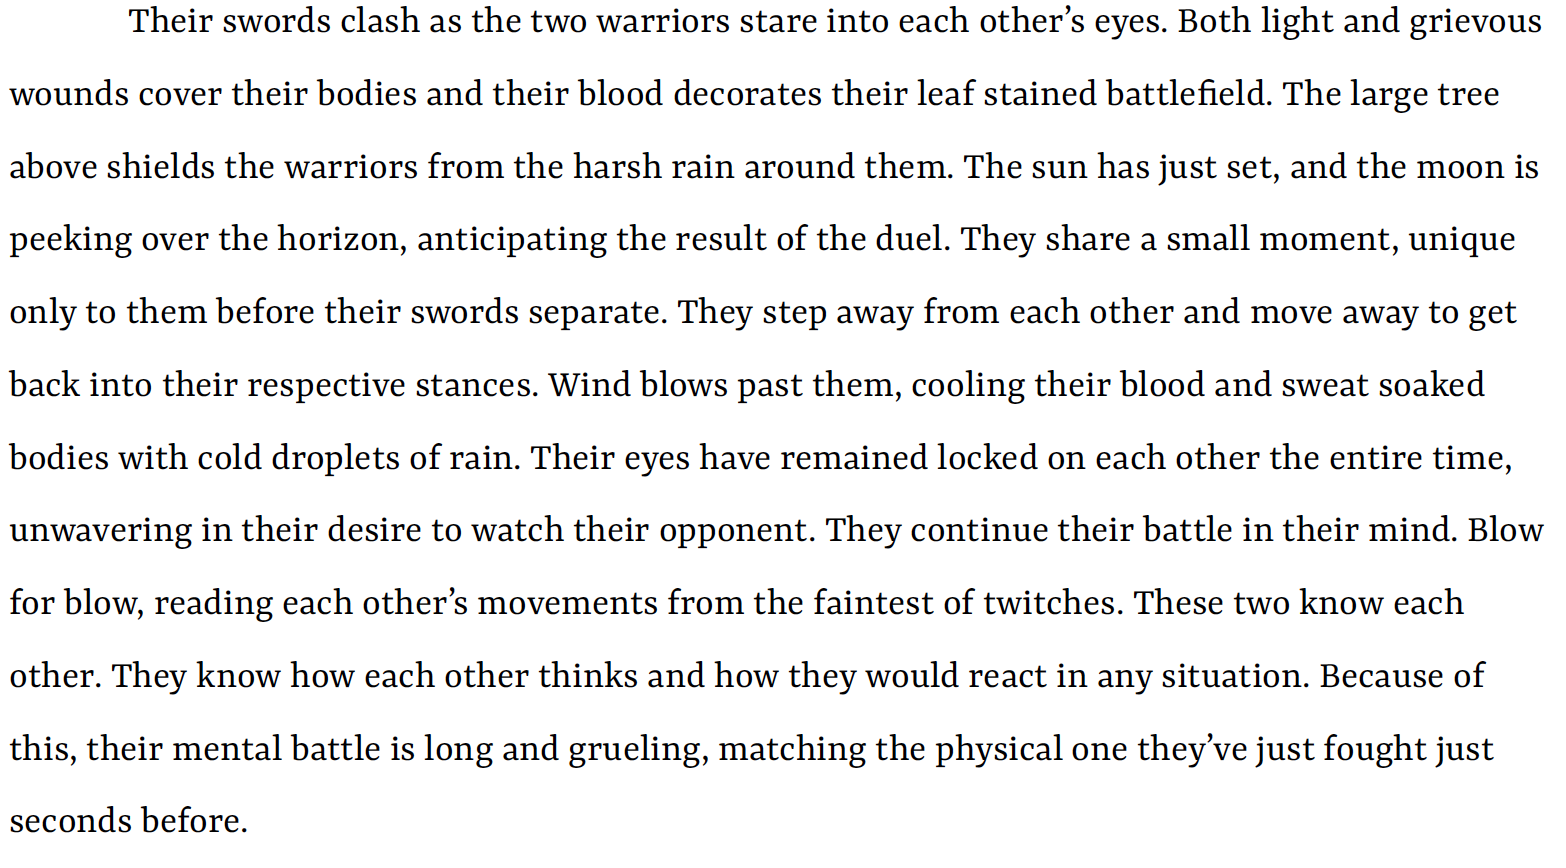 Their swords clash as the two warriors stare into each other’s eyes. Both light and grievous
wounds cover their bodies and their blood decorates their leaf stained battlefield. The large tree
above shields the warriors from the harsh rain around them. The sun has just set, and the moon is
peeking over the horizon, anticipating the result of the duel. They share a small moment, unique
only to them before their swords separate. They step away from each other and move away to get
back into their respective stances. Wind blows past them, cooling their blood and sweat soaked
bodies with cold droplets of rain. Their eyes have remained locked on each other the entire time,
unwavering in their desire to watch their opponent. They continue their battle in their mind. Blow
for blow, reading each other’s movements from the faintest of twitches. These two know each
other. They know how each other thinks and how they would react in any situation. Because of
this, their mental battle is long and grueling, matching the physical one they’ve just fought just
seconds before.